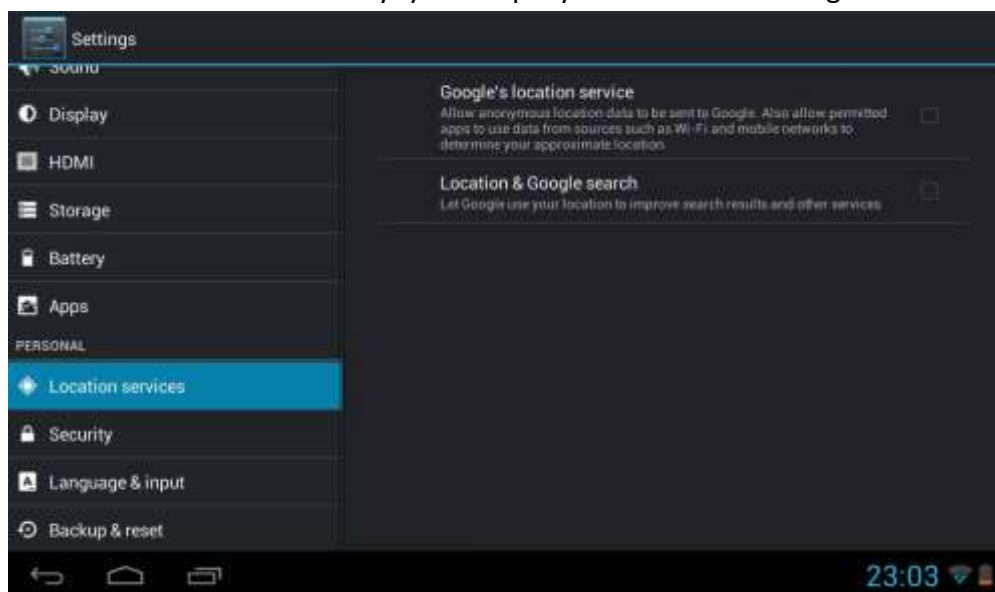 Settings
Sound
Display
HDMI
Storage
Battery
Apps
PERSONAL
Location services
Security
Language & input
Backup & reset
Google's location service
Allow anonymous location data to be sent to Google. Also allow permitted
apps to use data from sources such as Wi-Fi and mobile networks to
determine your approximate location.
Location & Google search
Let Google use your location to improve search results and other services
23:03